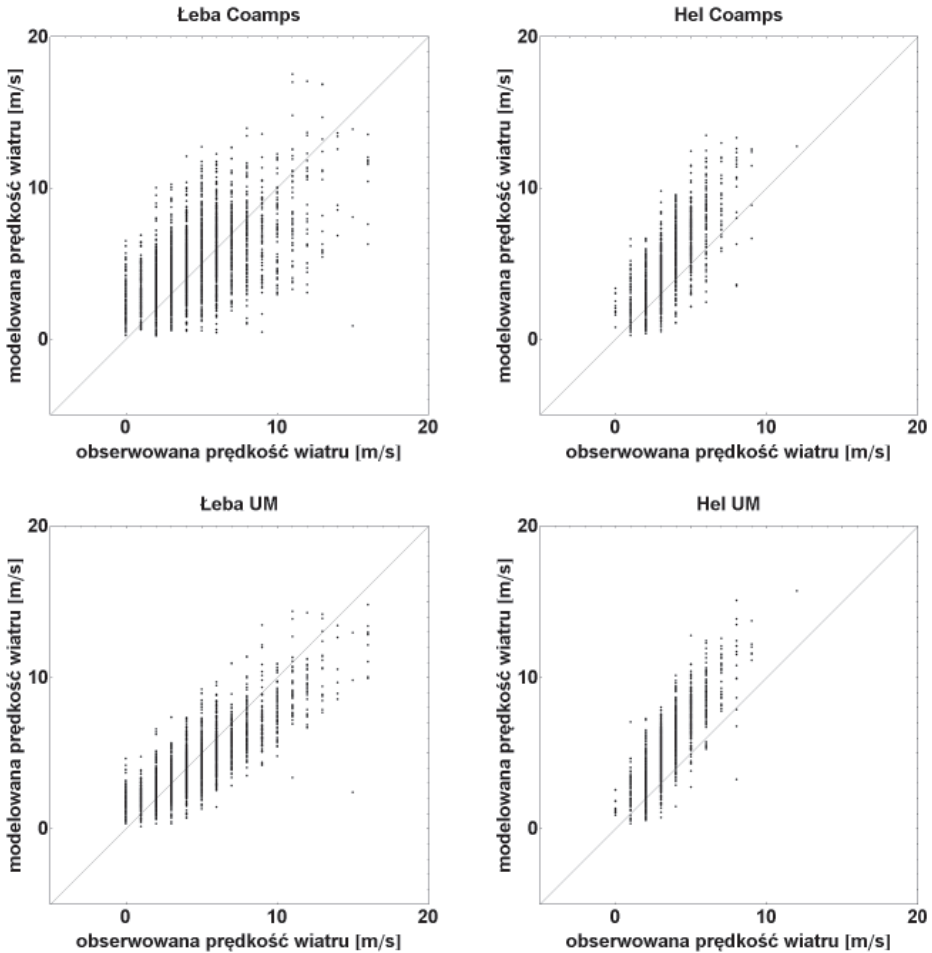 Łeba Coamps
20
10
0
modelowana prędkość wiatru [m/s]
0 10 20
obserwowana prędkość wiatru [m/s]
Hel Coamps
20
10
0
modelowana prędkość wiatru [m/s]
0 10 20
obserwowana prędkość wiatru [m/s]
Łeba UM
20
10
0
modelowana prędkość wiatru [m/s]
0 10 20
obserwowana prędkość wiatru [m/s]
Hel UM
20
10
0
modelowana prędkość wiatru [m/s]
0 10 20
obserwowana prędkość wiatru [m/s]